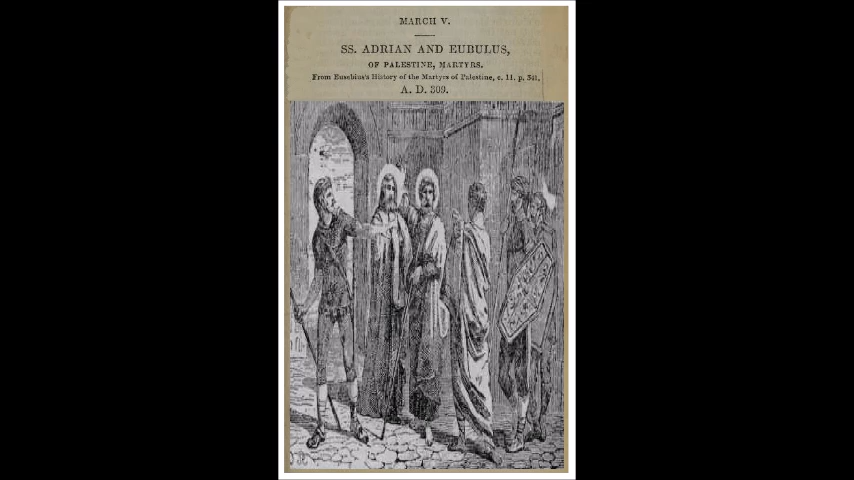 MARCH V.
SS. ADRIAN AND EUBULUS,
OF PALESTINE, MARTYRS.
From Eusebius's History of the Martyrs of Palestine, c. 11. p. 341,
A. D. 309.